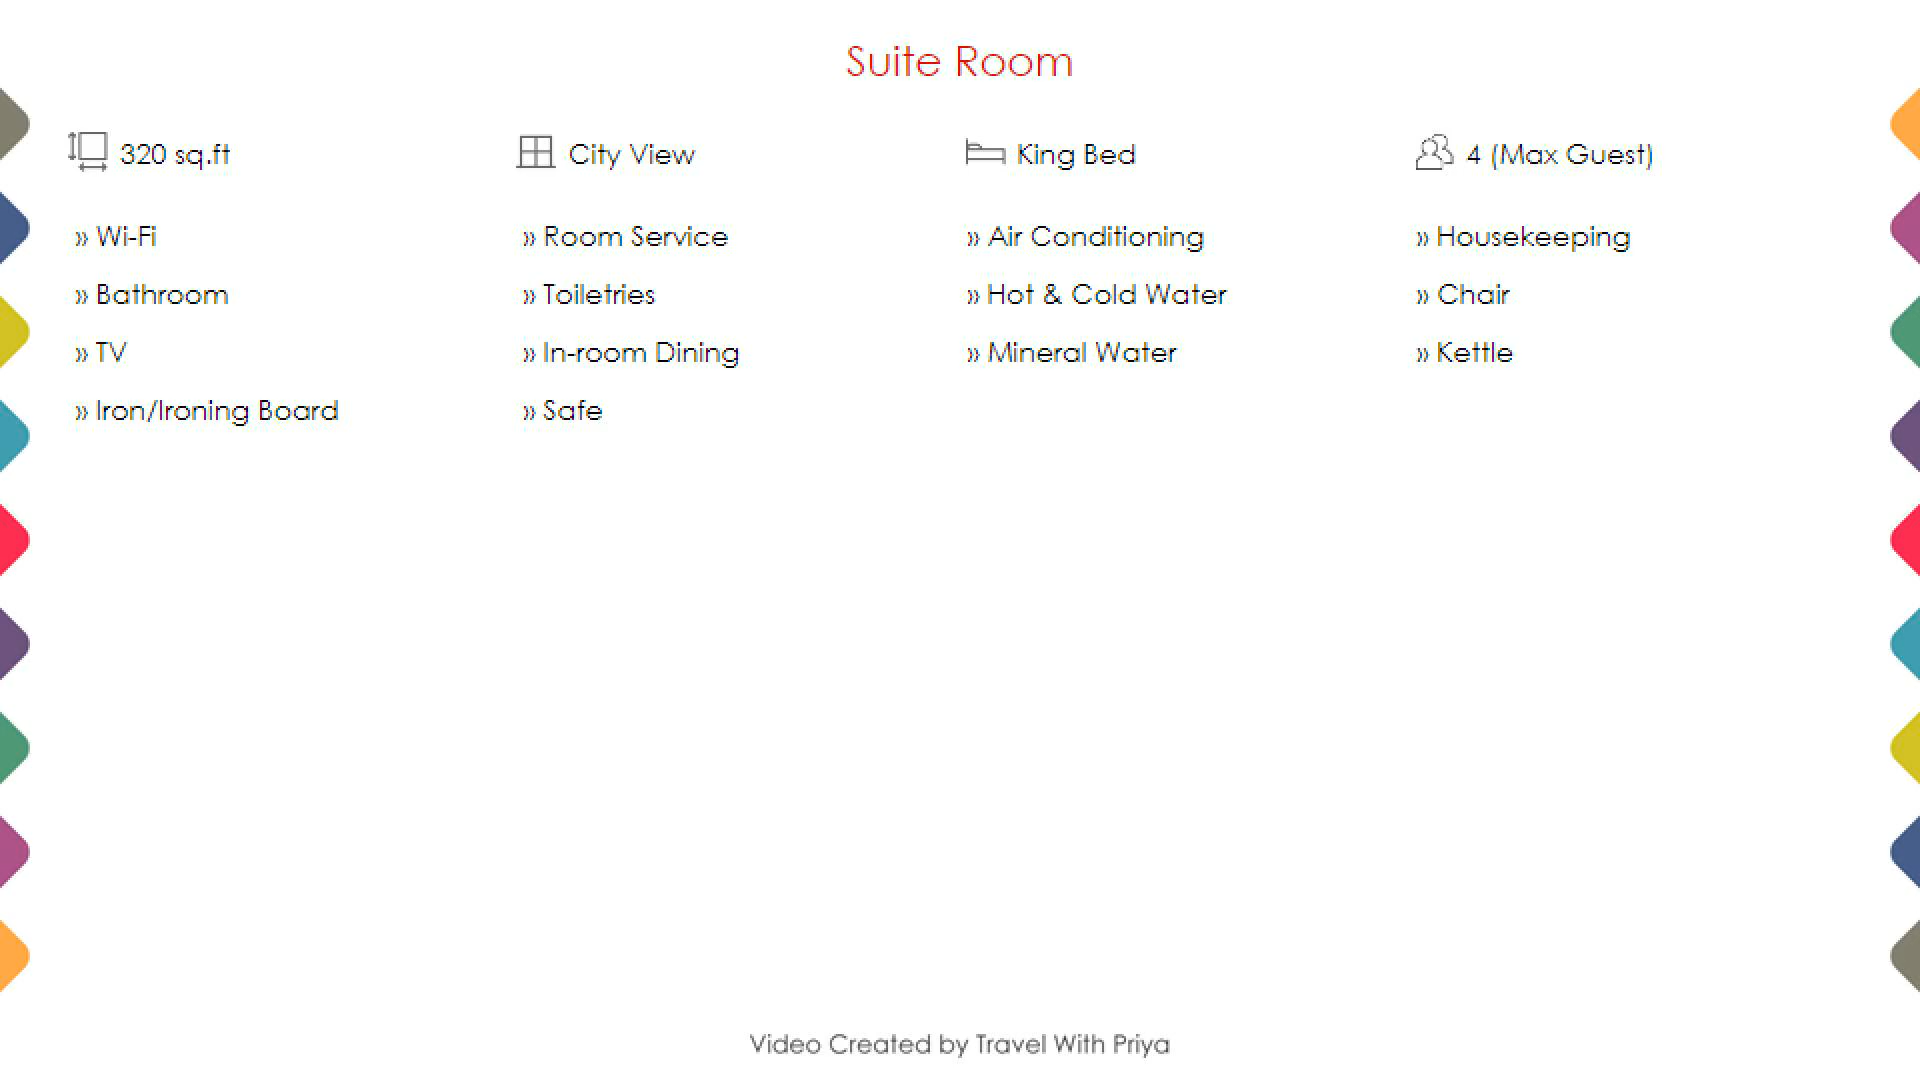 Suite Room
320 sq.ft City View King Bed 4 (Max Guest)
» Wi-Fi » Room Service » Air Conditioning » Housekeeping
» Bathroom » Toiletries » Hot & Cold Water » Chair
» TV » In-room Dining » Mineral Water » Kettle
» Iron/Ironing Board » Safe
Video Created by Travel With Priya